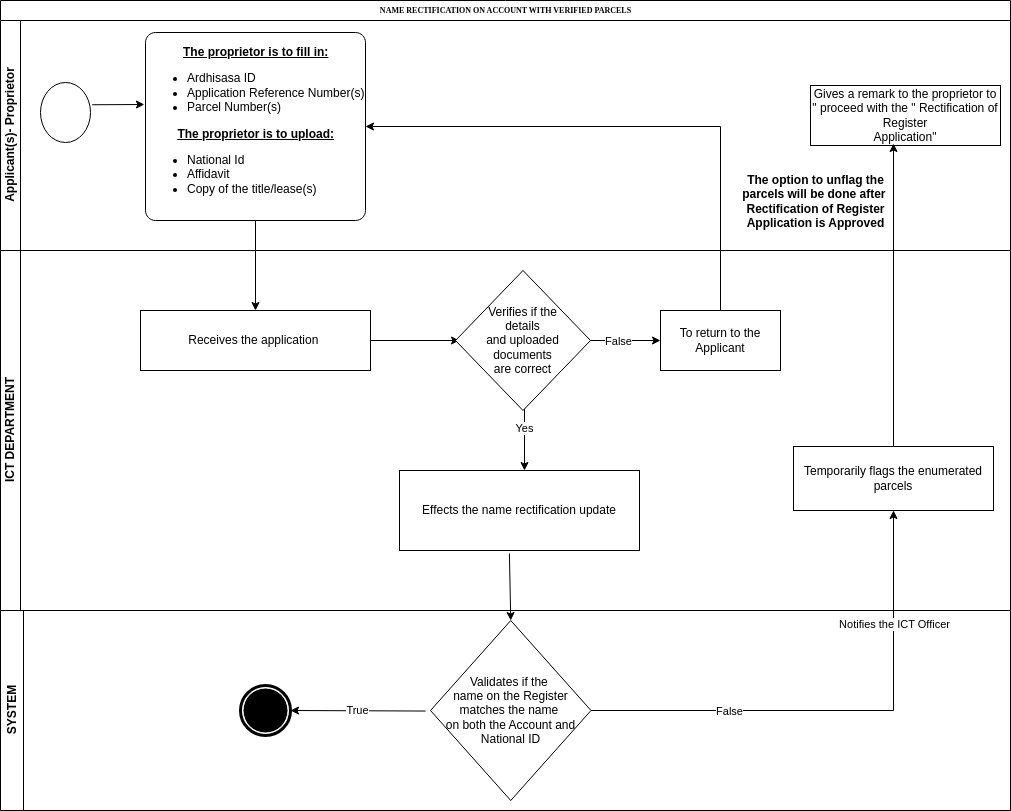 NAME RECTIFICATION ON ACCOUNT WITH VERIFIED PARCELS
Applicant(s)- Proprietor
The proprietor is to fill in:
Ardhisasa ID
Application Reference Number(s)
Parcel Number(s)
The proprietor is to upload:
National Id
Affidavit
Copy of the title/lease(s)
Gives a remark to the proprietor to
" proceed with the " Rectification of
Register
Application"
The option to unflag the
parcels will be done after
Rectification of Register
Application is Approved
ICT DEPARTMENT
Receives the application
Verifies if the
details
and uploaded
documents
are correct
False
To return to the
Applicant
Yes
Effects the name rectification update
Temporarily flags the enumerated
parcels
SYSTEM
Notifies the ICT Officer
Validates if the
name on the Register
matches the name
on both the Account and
National ID
True
False